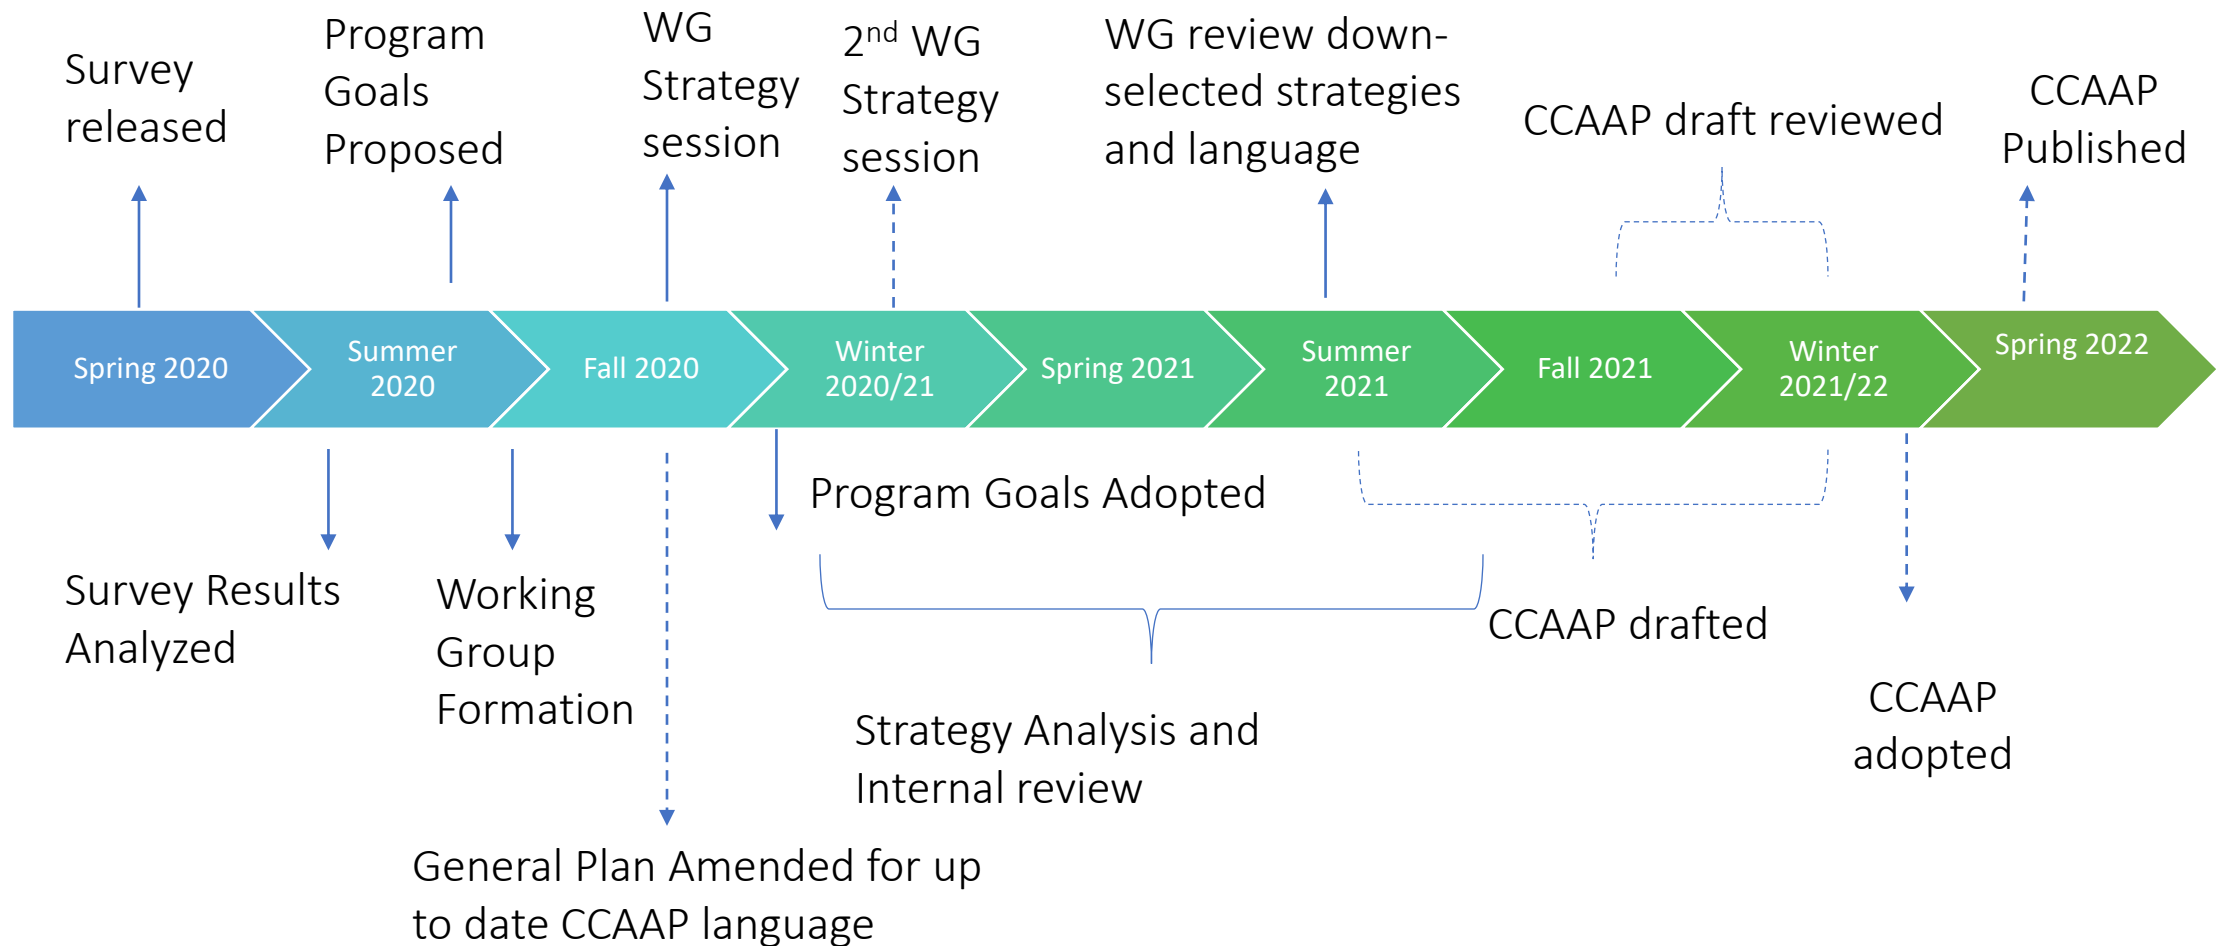 Survey
released
Program
Goals
Proposed
WG
Strategy
session
2nd WG
Strategy
session
WG review down-
selected strategies
and language
CCAAP draft reviewed
CCAAP
Published
Spring 2020
Summer
2020
Fall 2020
Winter
2020/21
Spring 2021
Summer
2021
Fall 2021
Winter
2021/22
Spring 2022
Survey Results
Analyzed
Working
Group
Formation
General Plan Amended for up
to date CCAAP language
Program Goals Adopted
Strategy Analysis and
Internal review
CCAAP drafted
CCAAP
adopted